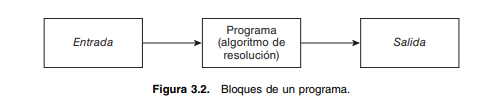 Entrada
Programa
(algoritmo de
resolución)
Salida
Figura 3.2. Bloques de un programa.